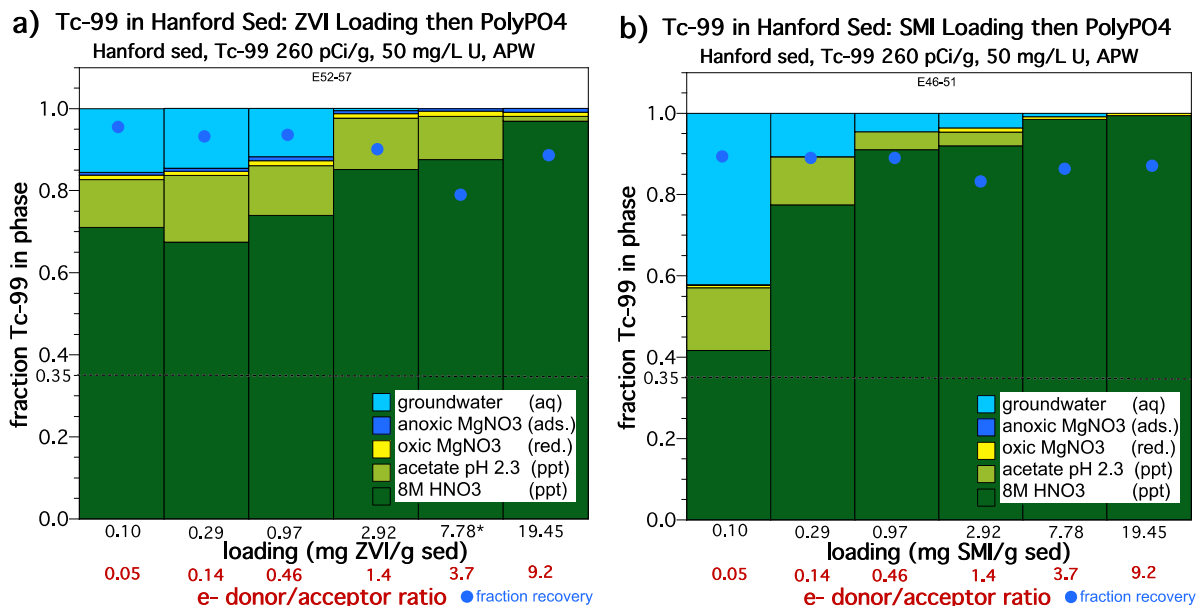 a) Tc-99 in Hanford Sed: ZVI Loading then PolyPO4
Hanford sed, Tc-99 260 pCi/g, 50 mg/L U, APW
E52-57
fraction Tc-99 in phase
1.0
0.8
0.6
0.4
0.35
0.2
0.0
groundwater (aq)
anoxic MgNO3 (ads.)
oxic MgNO3 (red.)
acetate pH 2.3 (ppt)
8M HNO3 (ppt)
0.10 0.29 0.97 2.92 7.78* 19.45
loading (mg ZVI/g sed)
0.05 0.14 0.46 1.4 3.7 9.2
e- donor/acceptor ratio fraction recovery
b) Tc-99 in Hanford Sed: SMI Loading then PolyPO4
Hanford sed, Tc-99 260 pCi/g, 50 mg/L U, APW
E46-51
fraction Tc-99 in phase
1.0
0.8
0.6
0.4
0.35
0.2
0.0
groundwater (aq)
anoxic MgNO3 (ads.)
oxic MgNO3 (red.)
acetate pH 2.3 (ppt)
8M HNO3 (ppt)
0.10 0.29 0.97 2.92 7.78 19.45
loading (mg SMI/g sed)
0.05 0.14 0.46 1.4 3.7 9.2
e- donor/acceptor ratio fraction recovery